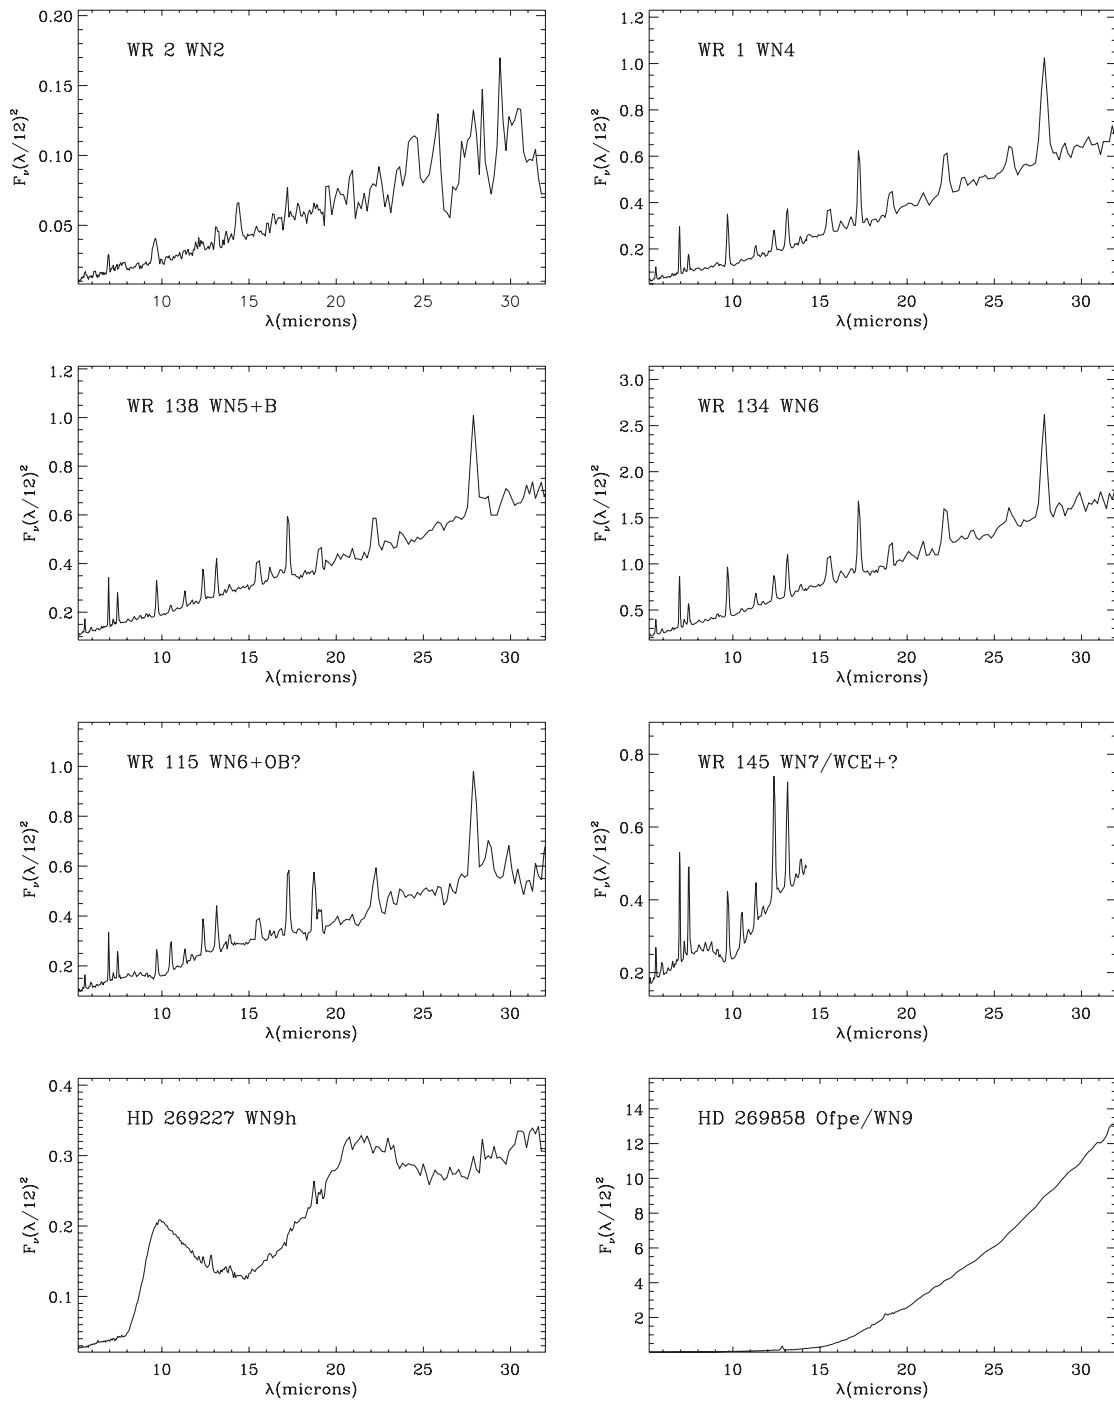 WR 2 WN2
0.20
0.15
0.10
0.05
F𝜈(λ/12)²
10 15 20 25 30
λ(microns)
WR 1 WN4
1.2
1.0
0.8
0.6
0.4
0.2
F𝜈(λ/12)²
10 15 20 25 30
λ(microns)
WR 138 WN5+B
1.2
1.0
0.8
0.6
0.4
0.2
F𝜈(λ/12)²
10 15 20 25 30
λ(microns)
WR 134 WN6
3.0
2.5
2.0
1.5
1.0
0.5
F𝜈(λ/12)²
10 15 20 25 30
λ(microns)
WR 115 WN6+OB?
1.0
0.8
0.6
0.4
0.2
F𝜈(λ/12)²
10 15 20 25 30
λ(microns)
WR 145 WN7/WCE+?
0.8
0.6
0.4
0.2
F𝜈(λ/12)²
10 15 20 25 30
λ(microns)
HD 269227 WN9h
0.4
0.3
0.2
0.1
F𝜈(λ/12)²
10 15 20 25 30
λ(microns)
HD 269858 Ofpe/WN9
14
12
10
8
6
4
2
F𝜈(λ/12)²
10 15 20 25 30
λ(microns)